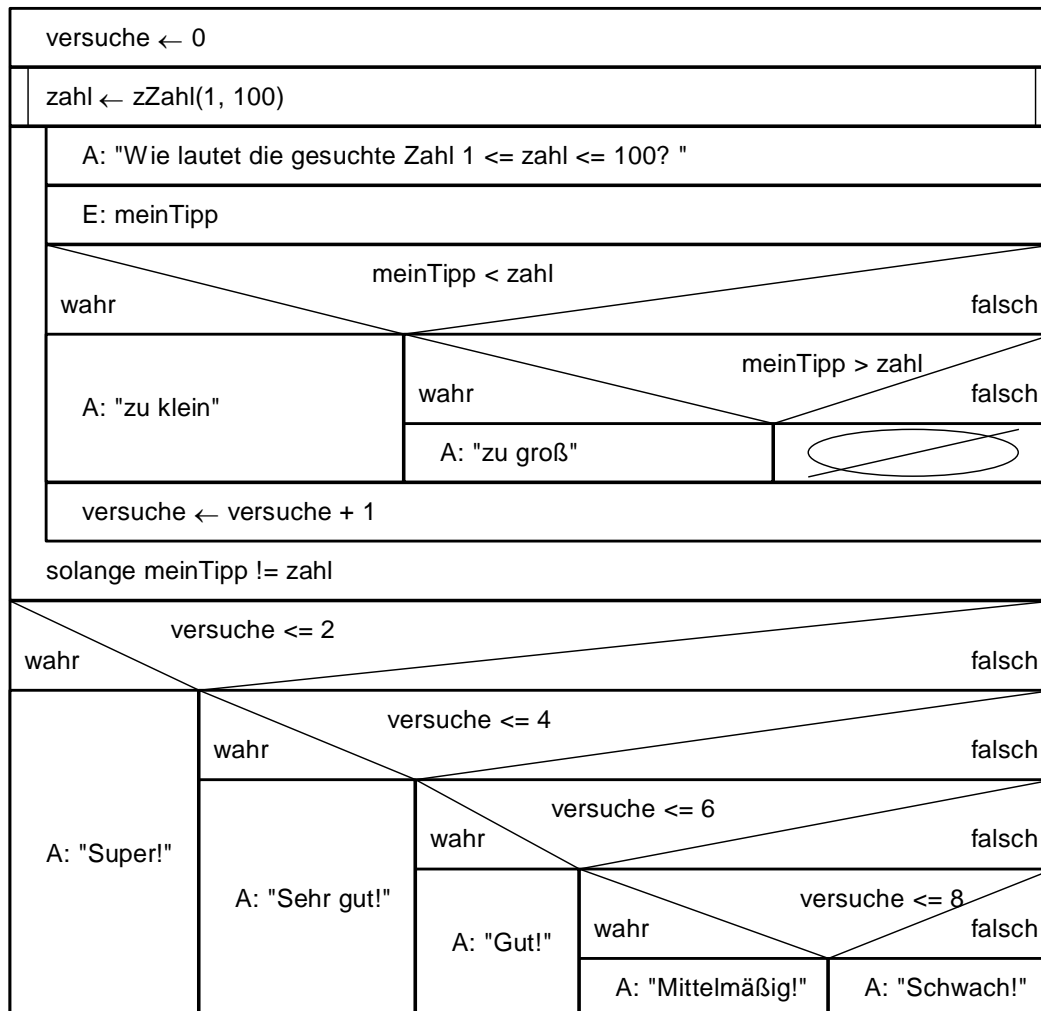 versuche ← 0
zahl ← zZahl(1, 100)
A: "Wie lautet die gesuchte Zahl 1 <= zahl <= 100? "
E: meinTipp
meinTipp < zahl
wahr
falsch
meinTipp > zahl
wahr
falsch
A: "zu klein"
A: "zu groß"
versuche ← versuche + 1
solange meinTipp != zahl
versuche <= 2
wahr
falsch
versuche <= 4
wahr
falsch
versuche <= 6
wahr
falsch
A: "Super!"
versuche <= 8
A: "Sehr gut!"
wahr
falsch
A: "Gut!"
A: "Mittelmäßig!"
A: "Schwach!"